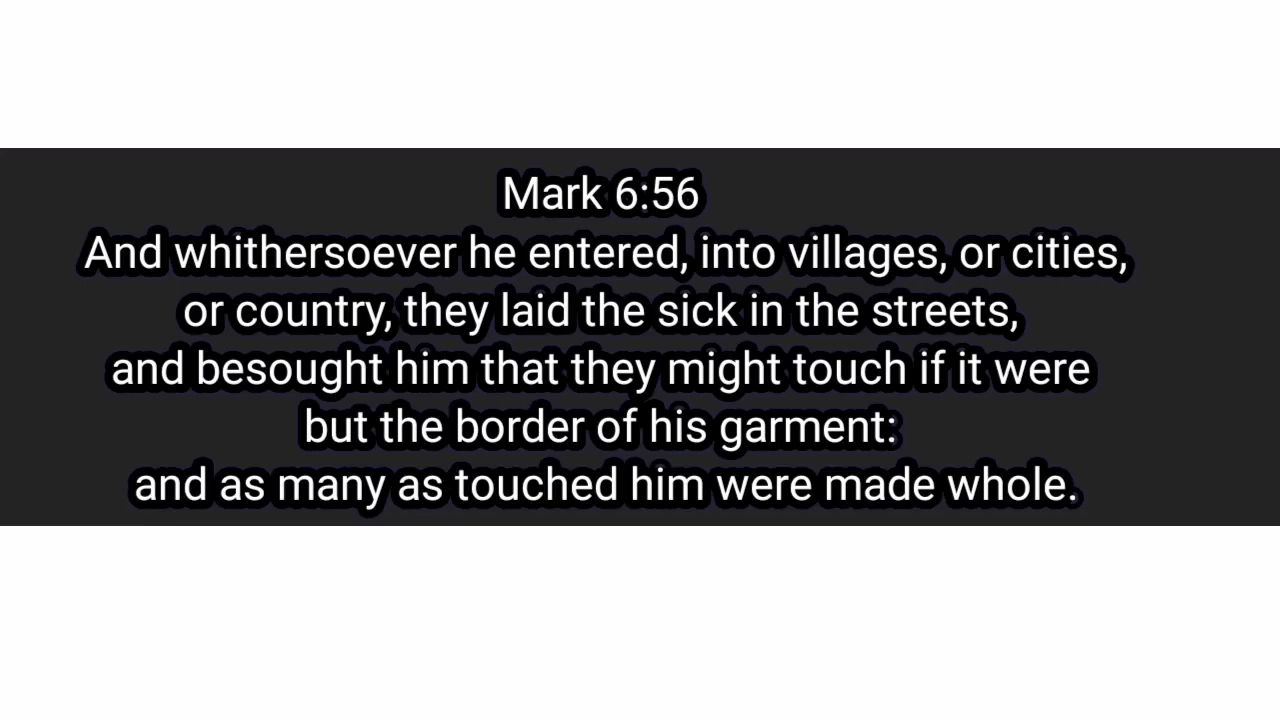 Mark 6:56
And whithersoever he entered, into villages, or cities,
or country, they laid the sick in the streets,
and besought him that they might touch if it were
but the border of his garment:
and as many as touched him were made whole.